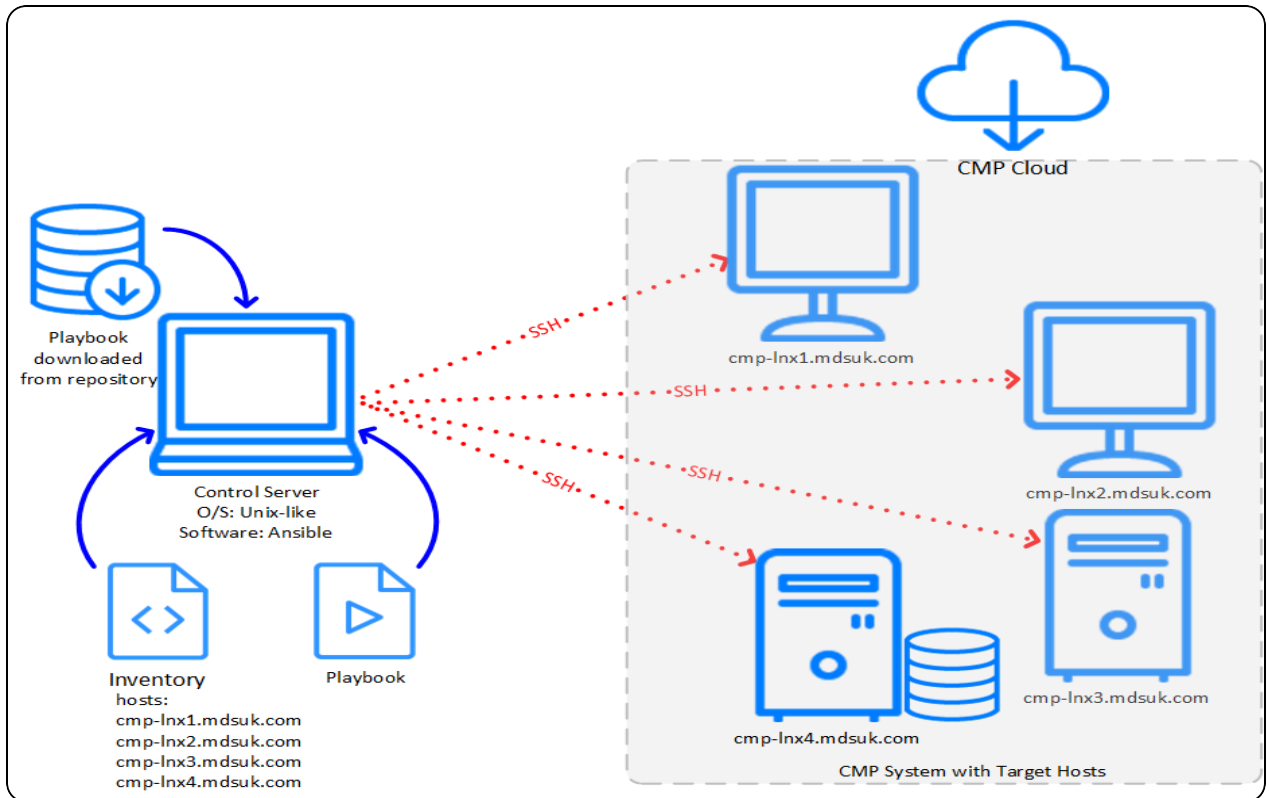 CMP Cloud
Playbook
downloaded
from repository
SSH
cmp-lnx1.mdsuk.com
SSH
SSH
SSH
cmp-lnx2.mdsuk.com
Control Server
O/S: Unix-like
Software: Ansible
Inventory
hosts:
cmp-lnx1.mdsuk.com
cmp-lnx2.mdsuk.com
cmp-lnx3.mdsuk.com
cmp-lnx4.mdsuk.com
Playbook
cmp-lnx3.mdsuk.com
cmp-lnx4.mdsuk.com
CMP System with Target Hosts